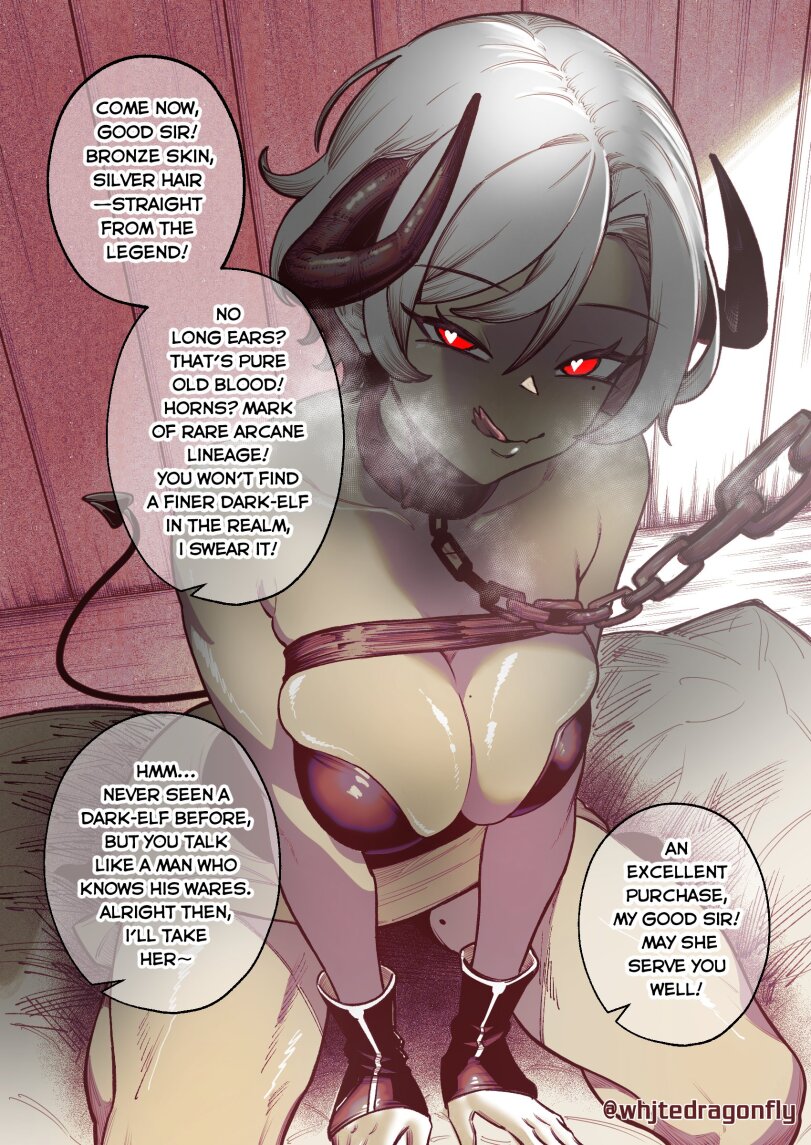 COME NOW,
GOOD SIR!
BRONZE SKIN,
SILVER HAIR
—STRAIGHT
FROM THE
LEGEND!
NO
LONG EARS?
THAT'S PURE
OLD BLOOD!
HORNS? MARK
OF RARE ARCANE
LINEAGE!
YOU WON'T FIND
A FINER DARK-ELF
IN THE REALM,
I SWEAR IT!
HMM...
NEVER SEEN A
DARK-ELF BEFORE,
BUT YOU TALK
LIKE A MAN WHO
KNOWS HIS WARES.
ALRIGHT THEN,
I'LL TAKE
HER~
AN
EXCELLENT
PURCHASE,
MY GOOD SIR!
MAY SHE
SERVE YOU
WELL!
@whjtedragonfly